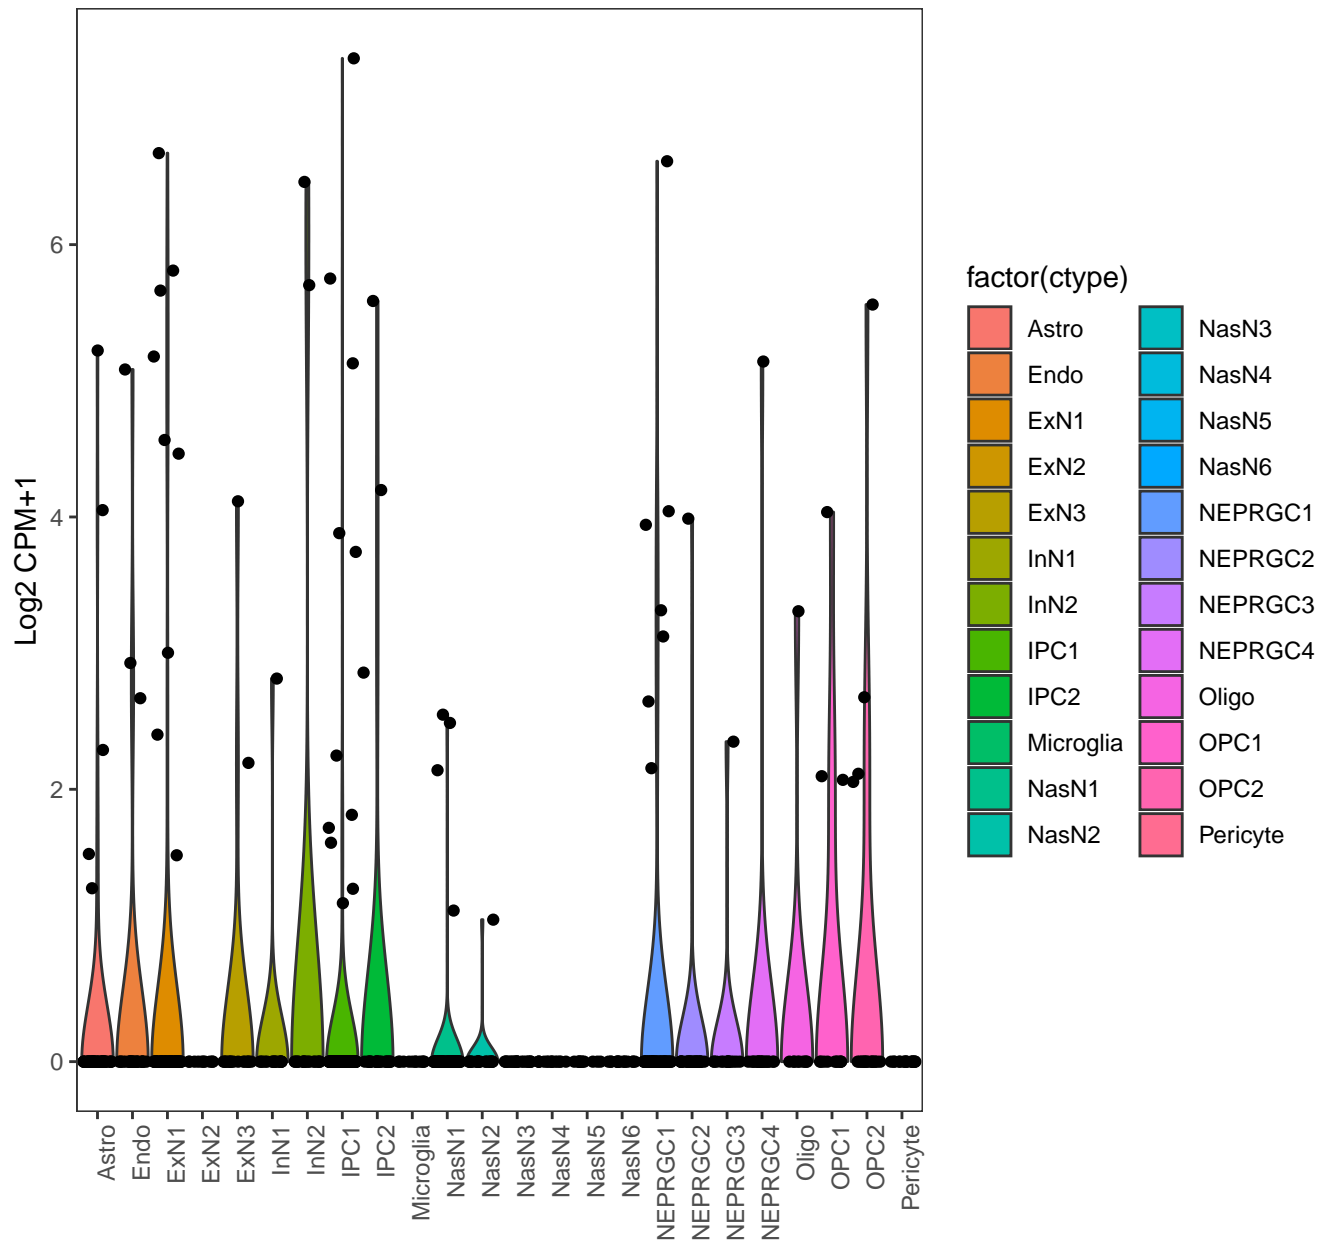 Log2 CPM+1
6
4
2
0
Astro
Endo
ExN1
ExN2
ExN3
InN1
InN2
IPC1
IPC2
Microglia
NasN1
NasN2
NasN3
NasN4
NasN5
NasN6
NEPRGC1
NEPRGC2
NEPRGC3
NEPRGC4
Oligo
OPC1
OPC2
Pericyte
factor(ctype)
Astro
Endo
ExN1
ExN2
ExN3
InN1
InN2
IPC1
IPC2
Microglia
NasN1
NasN2
NasN3
NasN4
NasN5
NasN6
NEPRGC1
NEPRGC2
NEPRGC3
NEPRGC4
Oligo
OPC1
OPC2
Pericyte